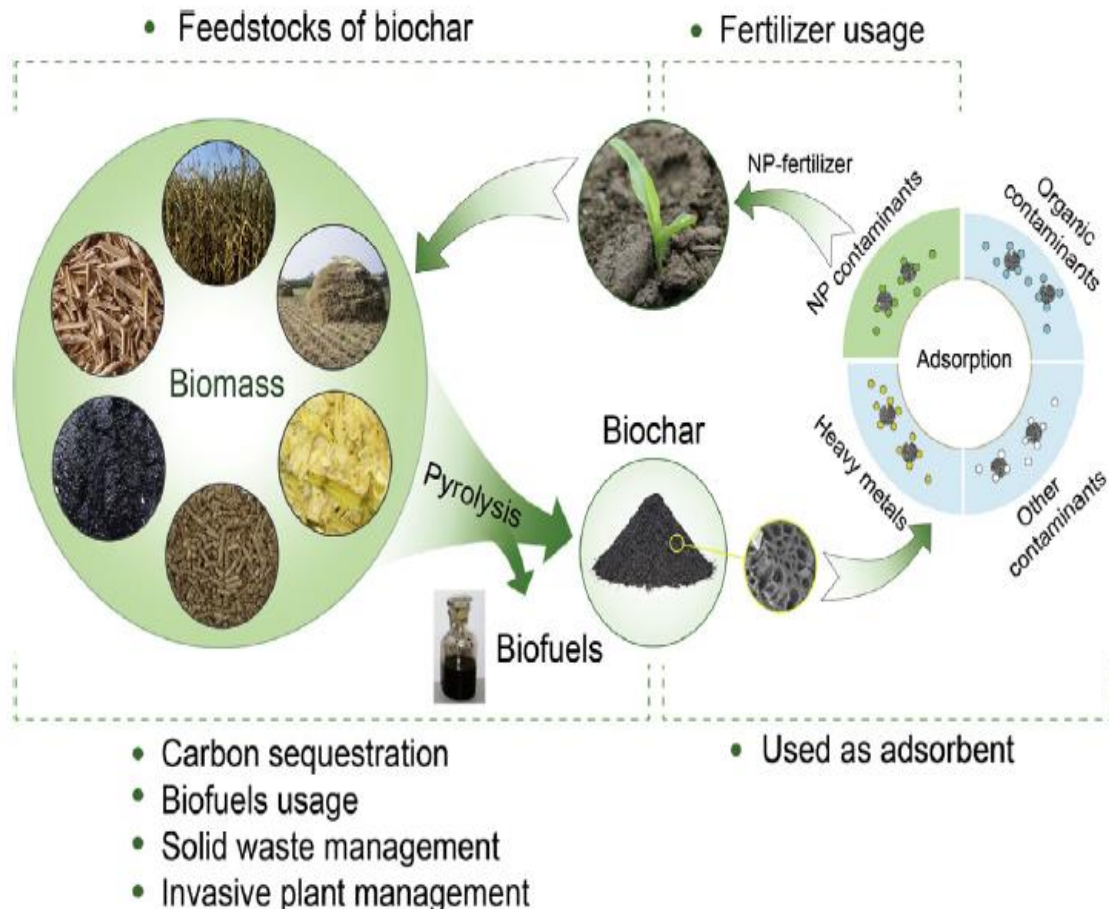 • Feedstocks of biochar
• Fertilizer usage
NP-fertilizer
NP contaminants
Organic
contaminants
Adsorption
Heavy metals
Other
contaminants
Biomass
Pyrolysis
Biochar
Biofuels
• Carbon sequestration
• Biofuels usage
• Solid waste management
• Invasive plant management
• Used as adsorbent